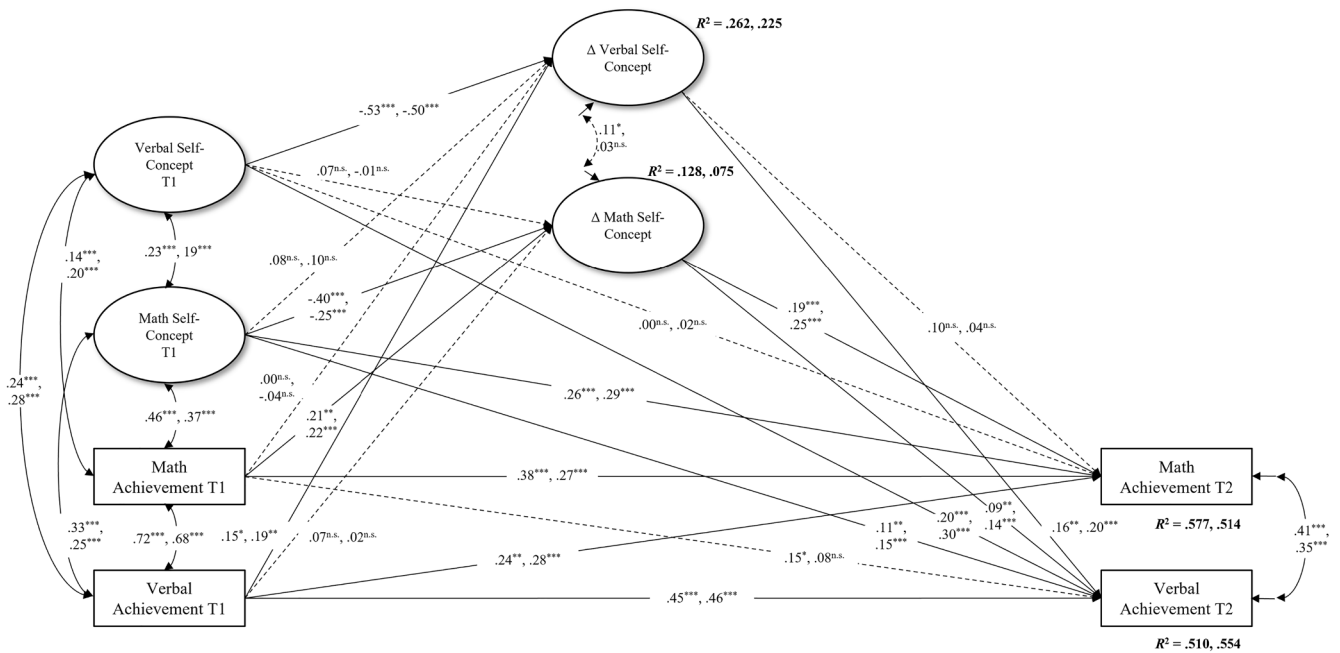 R² = .262, .225
Δ Verbal Self-
Concept
-.53***, -.50***
.11*,
.03n.s.
Verbal Self-
Concept
T1
.07n.s., -.01n.s.
R² = .128, .075
Δ Math Self-
Concept
.14***,
.20***
.23***, 19***
.08n.s., .10n.s.
-.40***,
-.25***
Math Self-
Concept
T1
.19***,
.25***
.00n.s., .02n.s.
.10n.s., .04n.s.
.24***,
.28***
.00n.s.,
-.04n.s.
.26***, .29***
.46***, .37***
.21**,
.22***
Math
Achievement T1
.38***, .27***
Math
Achievement T2
R² = .577, .514
.33***,
.25***
.72***, .68***
.15*, .19**
.07n.s., .02n.s.
.11**,
.15***
.20***,
.30***
.09**,
.14***
.16**, .20***
.41***,
.35***
.24**, .28***
.15*, .08n.s.
Verbal
Achievement T1
.45***, .46***
Verbal
Achievement T2
R² = .510, .554